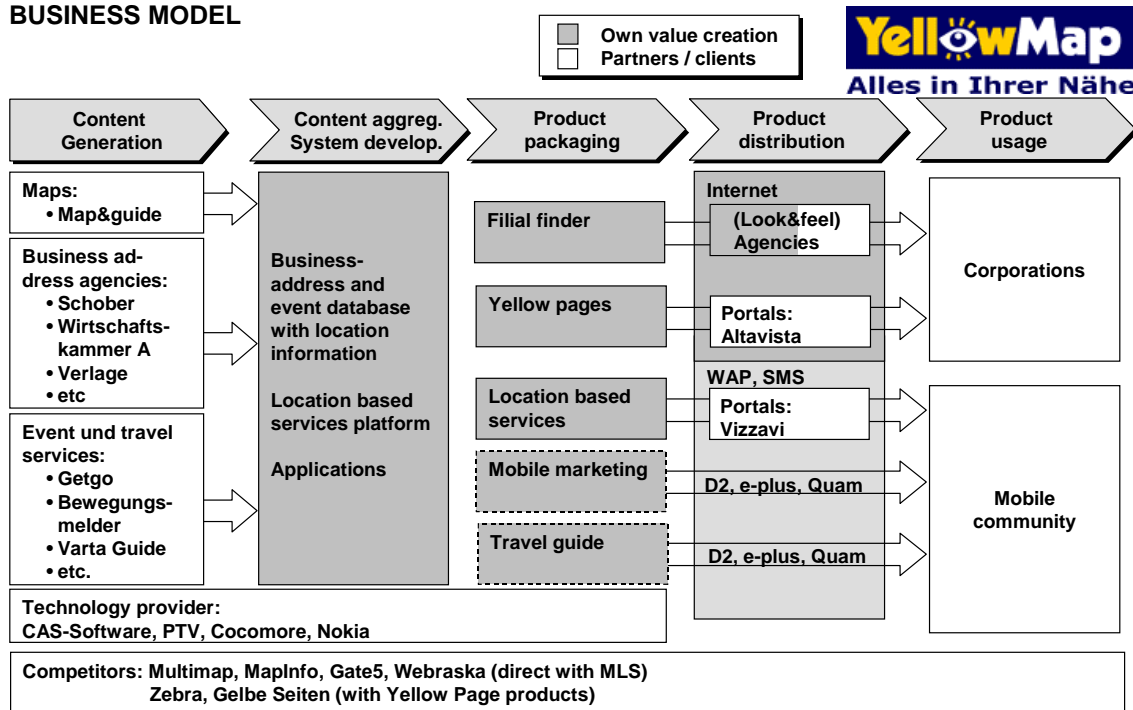 BUSINESS MODEL
Own value creation
Partners / clients
YellowMap
Alles in Ihrer Nähe
Content
Generation
Content aggreg.
System develop.
Product
packaging
Product
distribution
Product
usage
Maps:
• Map&guide
Business ad-
dress agencies:
• Schober
• Wirtschafts-
kammer A
• Verlage
• etc
Event und travel
services:
• Getgo
• Bewegungs-
melder
• Varta Guide
• etc.
Business-
address and
event database
with location
information
Location based
services platform
Applications
Filial finder
Yellow pages
Location based
services
Mobile marketing
Travel guide
Internet
(Look&feel)
Agencies
Portals:
Altavista
WAP, SMS
Portals:
Vizzavi
D2, e-plus, Quam
D2, e-plus, Quam
Corporations
Mobile
community
Technology provider:
CAS-Software, PTV, Cocomore, Nokia
Competitors: Multimap, MapInfo, Gate5, Webraska (direct with MLS)
Zebra, Gelbe Seiten (with Yellow Page products)